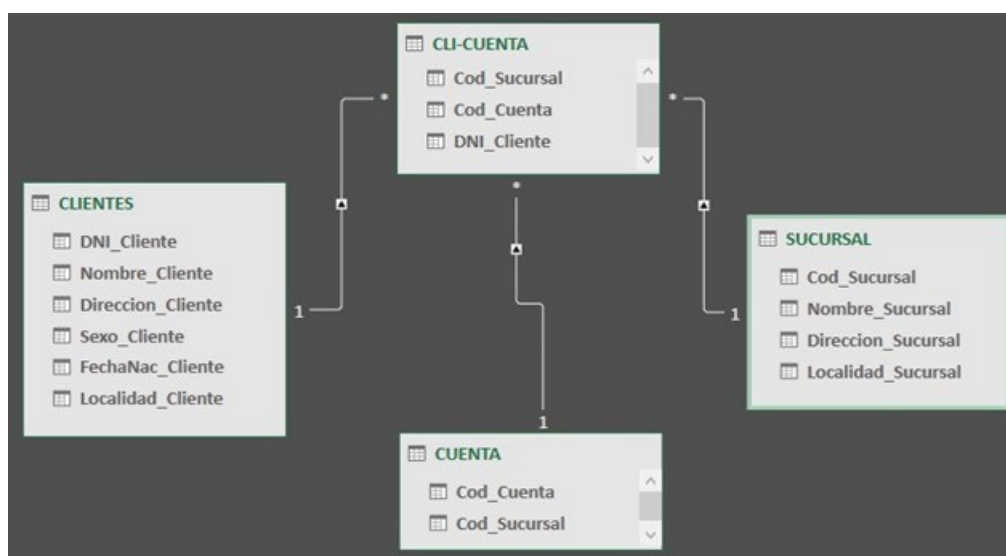 CLI-CUENTA
Cod_Sucursal
Cod_Cuenta
DNI_Cliente
*
*
*
CLIENTES
DNI_Cliente
Nombre_Cliente
Direccion_Cliente
Sexo_Cliente
FechaNac_Cliente
Localidad_Cliente
1
SUCURSAL
Cod_Sucursal
Nombre_Sucursal
Direccion_Sucursal
Localidad_Sucursal
1
1
CUENTA
Cod_Cuenta
Cod_Sucursal